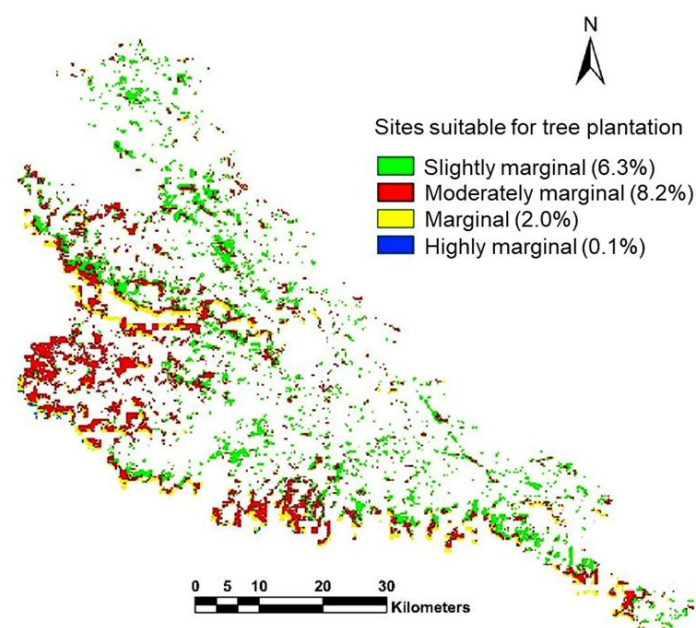 N
Sites suitable for tree plantation
Slightly marginal (6.3%)
Moderately marginal (8.2%)
Marginal (2.0%)
Highly marginal (0.1%)
0 5 10 20 30
Kilometers